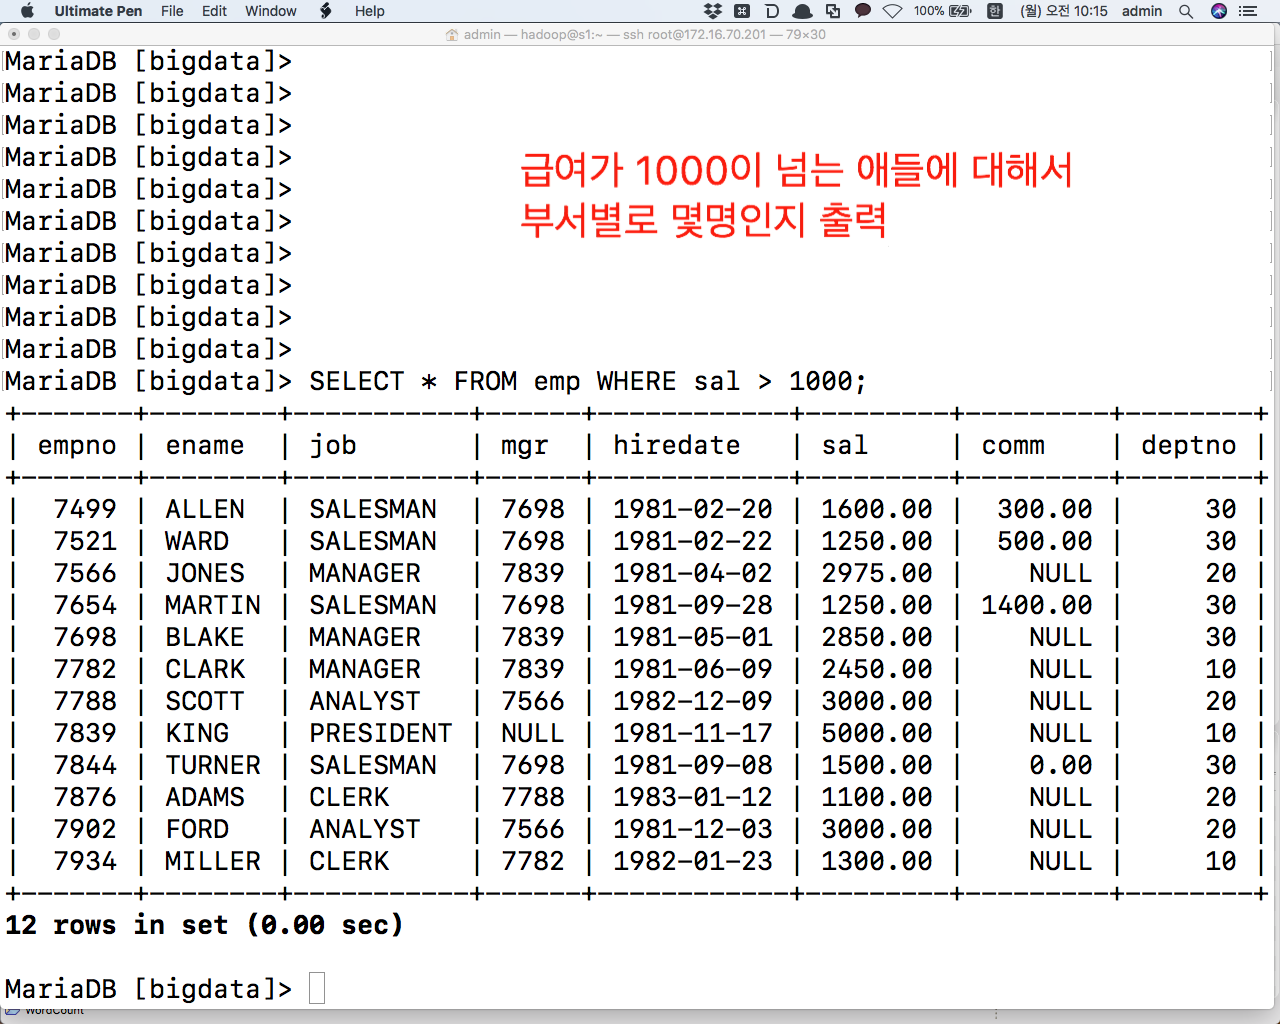 Ultimate Pen File Edit Window Help 100% 한 (월) 오전 10:15 admin
admin — hadoop@s1:~ — ssh root@172.16.70.201 — 79×30
MariaDB [bigdata]>
MariaDB [bigdata]>
MariaDB [bigdata]>
MariaDB [bigdata]>
급여가 1000이 넘는 애들에 대해서
MariaDB [bigdata]>
MariaDB [bigdata]>
부서별로 몇명인지 출력
MariaDB [bigdata]>
MariaDB [bigdata]>
MariaDB [bigdata]>
MariaDB [bigdata]>
MariaDB [bigdata]> SELECT * FROM emp WHERE sal > 1000;
+-------+--------+-----------+------+------------+---------+---------+--------+
| empno | ename  | job       | mgr  | hiredate   | sal     | comm    | deptno |
+-------+--------+-----------+------+------------+---------+---------+--------+
|  7499 | ALLEN  | SALESMAN  | 7698 | 1981-02-20 | 1600.00 |  300.00 |     30 |
|  7521 | WARD   | SALESMAN  | 7698 | 1981-02-22 | 1250.00 |  500.00 |     30 |
|  7566 | JONES  | MANAGER   | 7839 | 1981-04-02 | 2975.00 |    NULL |     20 |
|  7654 | MARTIN | SALESMAN  | 7698 | 1981-09-28 | 1250.00 | 1400.00 |     30 |
|  7698 | BLAKE  | MANAGER   | 7839 | 1981-05-01 | 2850.00 |    NULL |     30 |
|  7782 | CLARK  | MANAGER   | 7839 | 1981-06-09 | 2450.00 |    NULL |     10 |
|  7788 | SCOTT  | ANALYST   | 7566 | 1982-12-09 | 3000.00 |    NULL |     20 |
|  7839 | KING   | PRESIDENT | NULL | 1981-11-17 | 5000.00 |    NULL |     10 |
|  7844 | TURNER | SALESMAN  | 7698 | 1981-09-08 | 1500.00 |    0.00 |     30 |
|  7876 | ADAMS  | CLERK     | 7788 | 1983-01-12 | 1100.00 |    NULL |     20 |
|  7902 | FORD   | ANALYST   | 7566 | 1981-12-03 | 3000.00 |    NULL |     20 |
|  7934 | MILLER | CLERK     | 7782 | 1982-01-23 | 1300.00 |    NULL |     10 |
+-------+--------+-----------+------+------------+---------+---------+--------+
12 rows in set (0.00 sec)
MariaDB [bigdata]>
WordCount